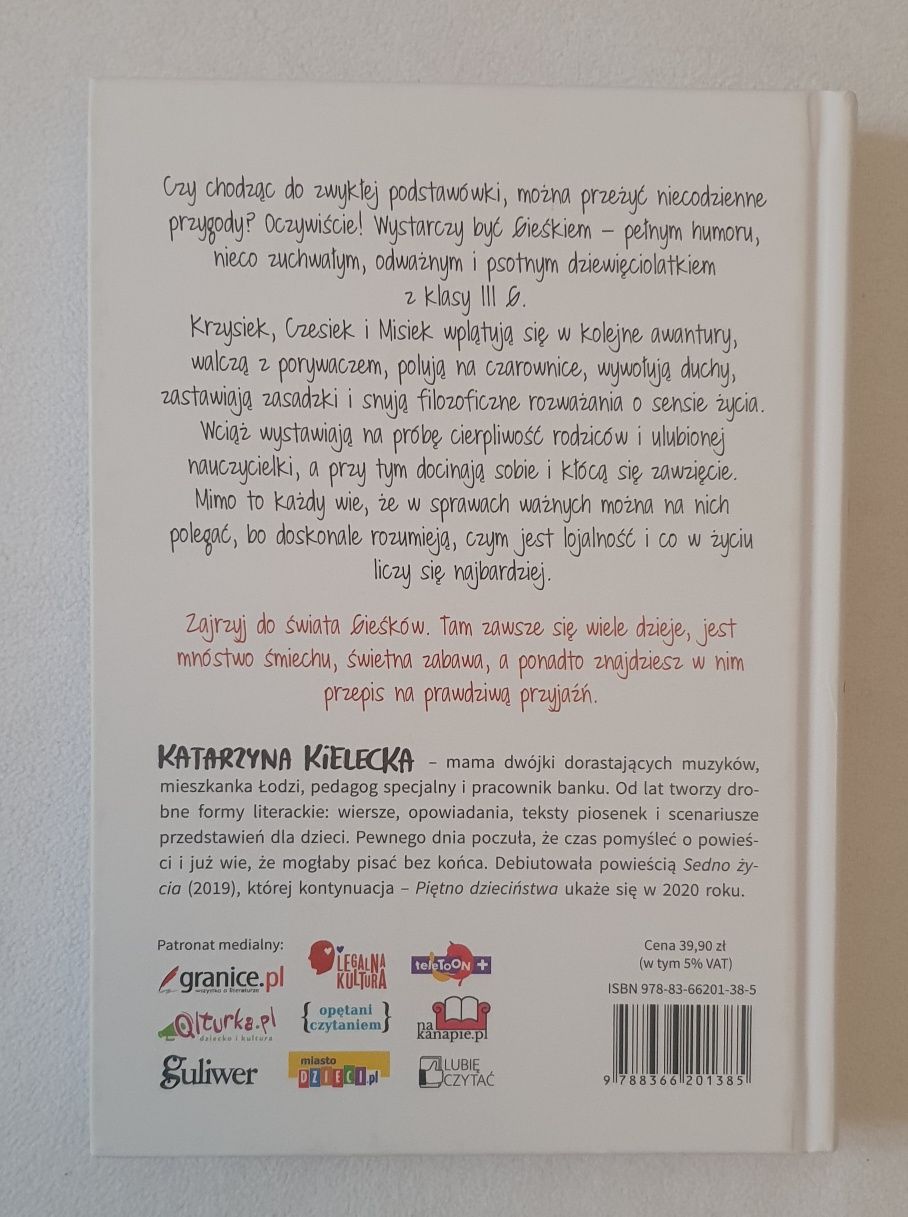 Czy chodząc do zwykłej podstawówki, można przeżyć niecodzienne
przygody? Oczywiście! Wystarczy być Gieśkiem – pełnym humoru,
nieco zuchwałym, odważnym i psotnym dziewięciolatkiem
z klasy III G.
Krzysiek, Czesiek i Misiek wplątują się w kolejne awantury,
walczą z porywaczem, polują na czarownice, wywołują duchy,
zastawiają zasadzki i snują filozoficzne rozważania o sensie życia.
Wciąż wystawiają na próbę cierpliwość rodziców i ulubionej
nauczycielki, a przy tym docinają sobie i kłócą się zawzięcie.
Mimo to każdy wie, że w sprawach ważnych można na nich
polegać, bo doskonale rozumieją, czym jest lojalność i co w życiu
liczy się najbardziej.
Zajrzyj do świata Gieśków. Tam zawsze się wiele dzieje, jest
mnóstwo śmiechu, świetna zabawa, a ponadto znajdziesz w nim
przepis na prawdziwą przyjaźń.
KATARZYNA KIELECKA – mama dwójki dorastających muzyków,
mieszkanka Łodzi, pedagog specjalny i pracownik banku. Od lat tworzy dro-
bne formy literackie: wiersze, opowiadania, teksty piosenek i scenariusze
przedstawień dla dzieci. Pewnego dnia poczuła, że czas pomyśleć o powieś-
ci i już wie, że mogłaby pisać bez końca. Debiutowała powieścią Sedno ży-
cia (2019), której kontynuacja – Piętno dzieciństwa ukaże się w 2020 roku.
Patronat medialny:
granice.pl
wszystko o literaturze
LEGALNA
KULTURA
teleTOON +
Qlturka.pl
dziecko i kultura
{opętani
czytaniem}
na
kanapie.pl
Guliwer
miasto
DZIECI.pl
LUBIĘ
CZYTAĆ
Cena 39,90 zł
(w tym 5% VAT)
ISBN 978-83-66201-38-5
9 788366 201385